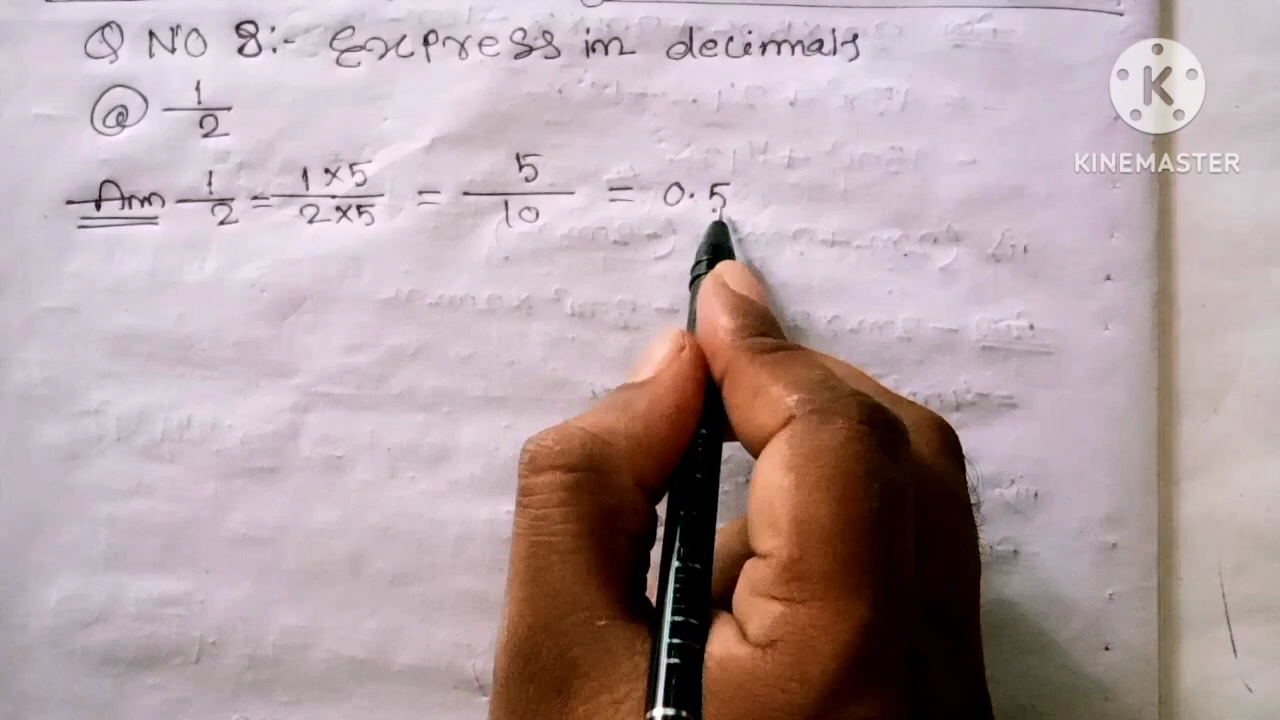 Q NO 8:- Express in decimals
(a) 1/2
Ans 1/2 = 1×5/2×5 = 5/10 = 0.5
K
KINEMASTER